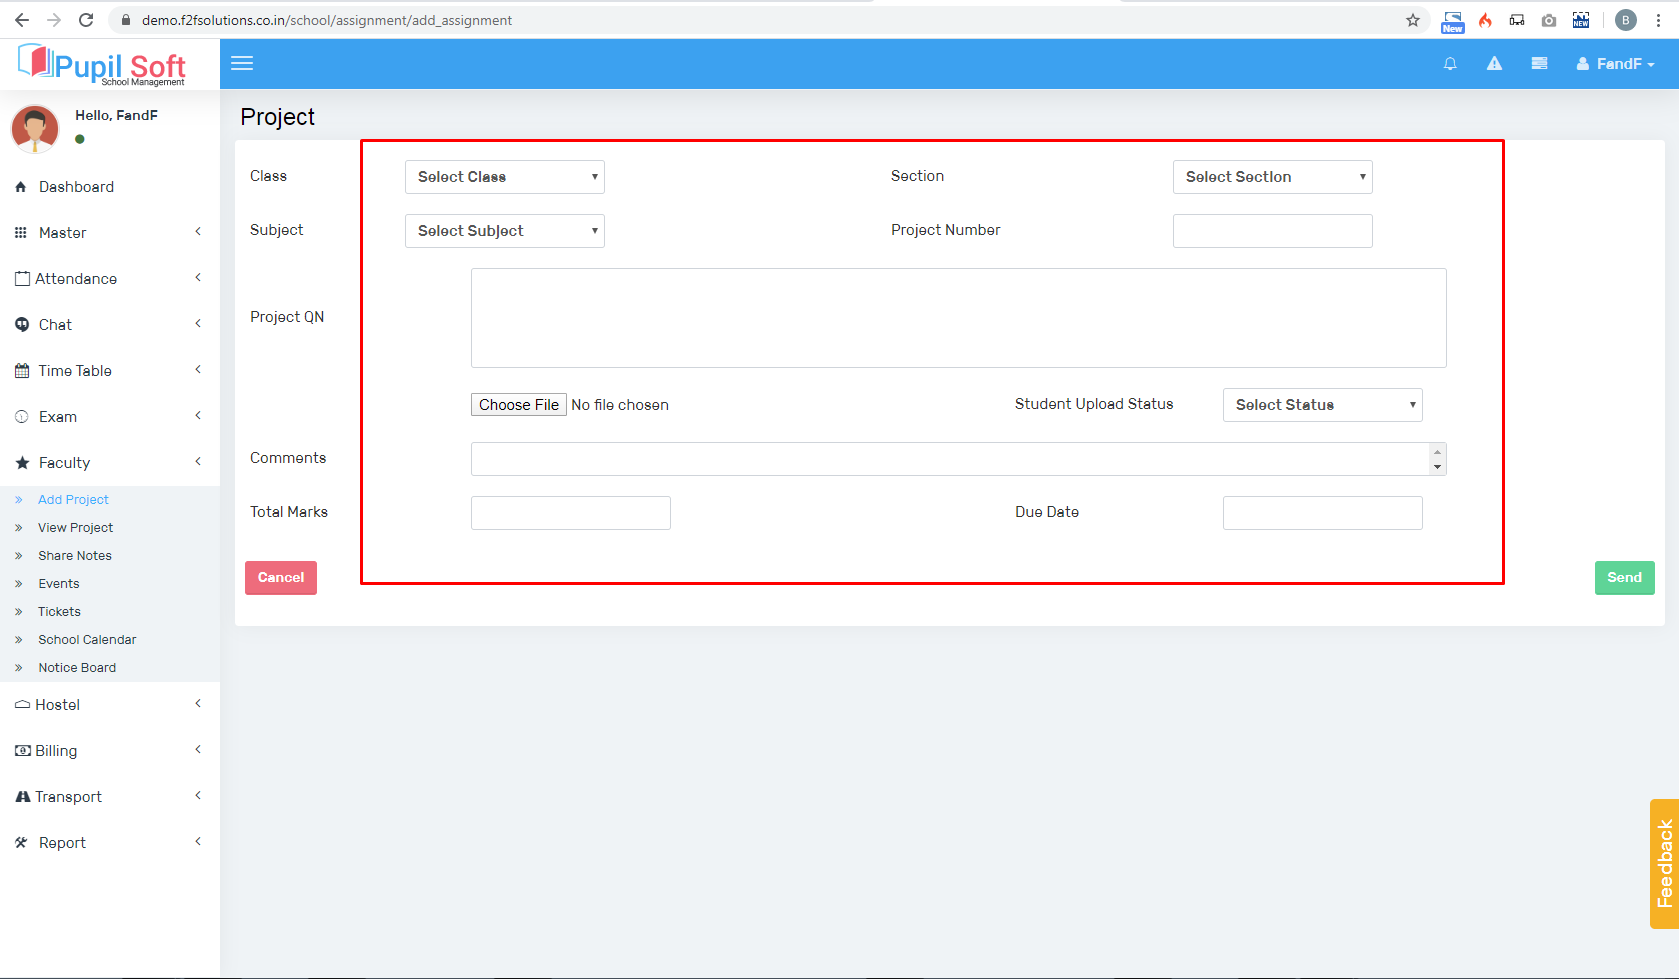 demo.f2fsolutions.co.in/school/assignment/add_assignment
New
NEW
B
Pupil Soft
School Management
FandF
Hello, FandF
Dashboard
Master
Attendance
Chat
Time Table
Exam
Faculty
Add Project
View Project
Share Notes
Events
Tickets
School Calendar
Notice Board
Hostel
Billing
Transport
Report
Project
Class
Select Class
Section
Select Section
Subject
Select Subject
Project Number
Project QN
Choose File No file chosen
Student Upload Status
Select Status
Comments
Total Marks
Due Date
Cancel
Send
Feedback